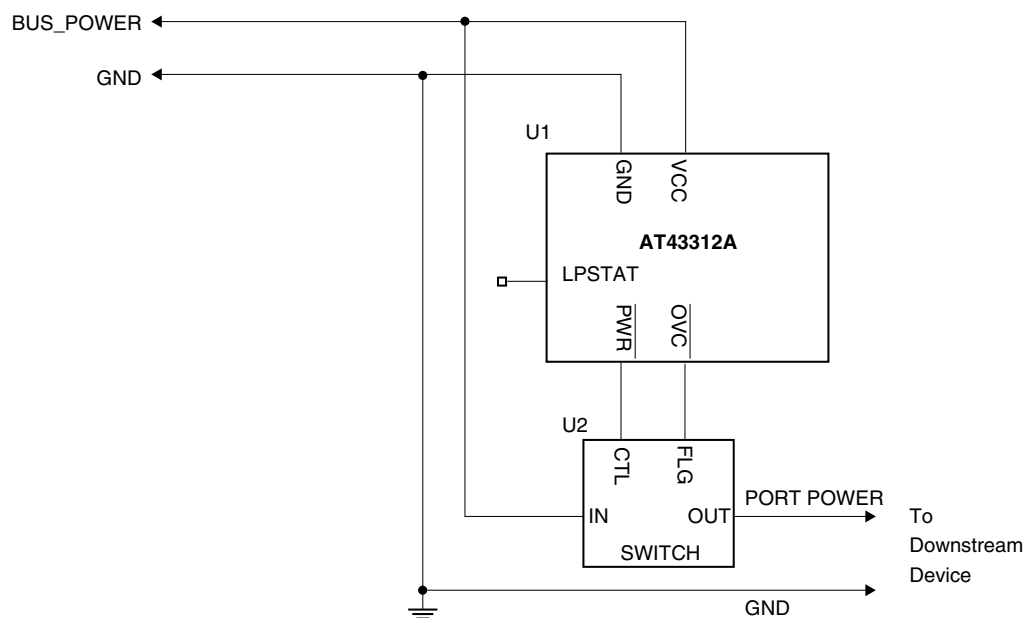 BUS_POWER
GND
U1
GND
VCC
AT43312A
LPSTAT
PWR
OVC
U2
CTL
FLG
PORT POWER
IN
OUT
To
Downstream
Device
SWITCH
GND